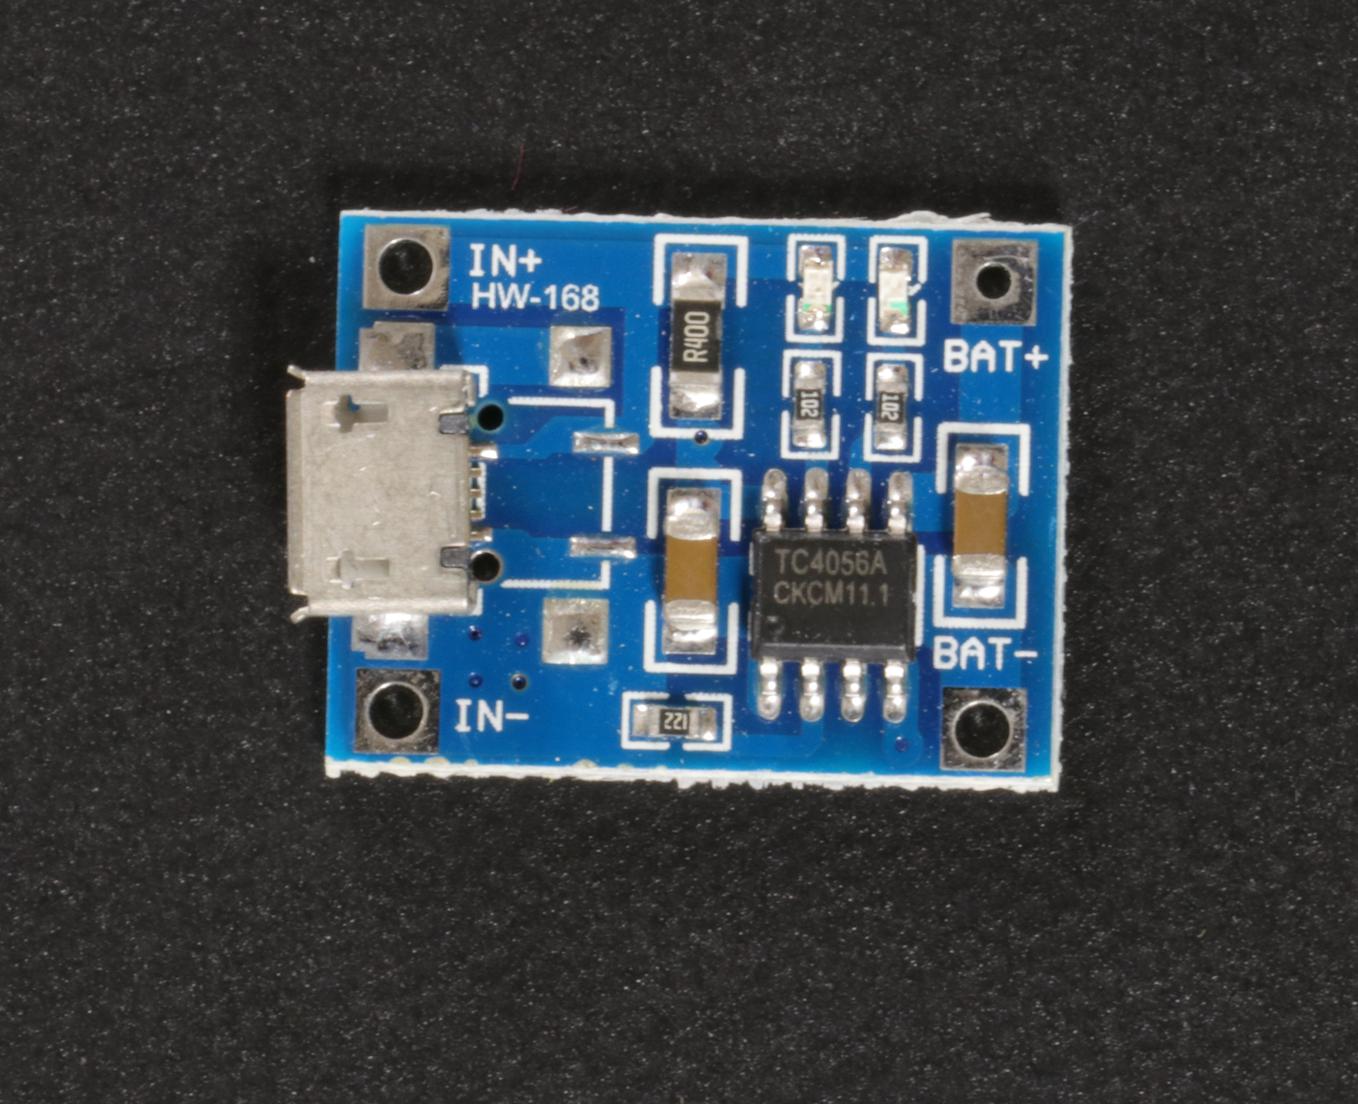 IN+
HW-168
R400
BAT+
102
102
TC4056A
CKCM11.1
BAT-
IN-
122